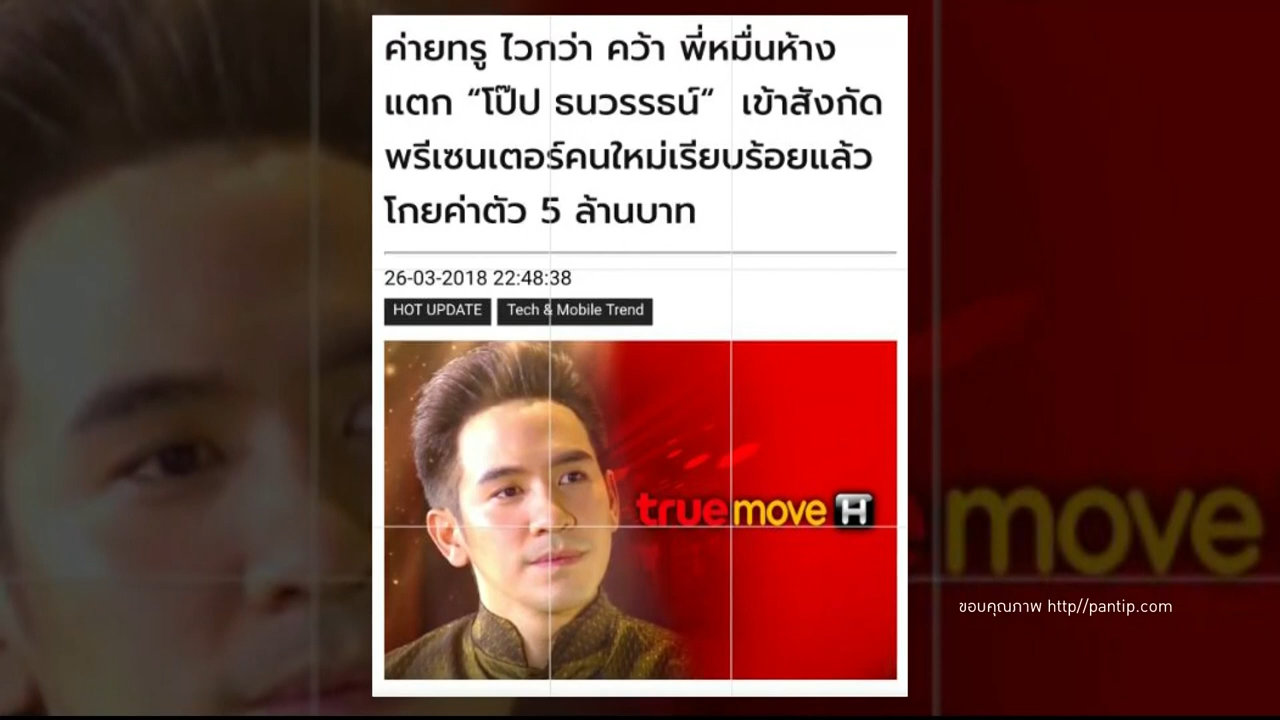 ค่ายทรู ไวกว่า คว้า พี่หมื่นห้าง
แตก “โป๊ป ธนวรรธน์” เข้าสังกัด
พรีเซนเตอร์คนใหม่เรียบร้อยแล้ว
โกยค่าตัว 5 ล้านบาท
26-03-2018 22:48:38
HOT UPDATE Tech & Mobile Trend
truemove H
move
ขอบคุณภาพ http//pantip.com